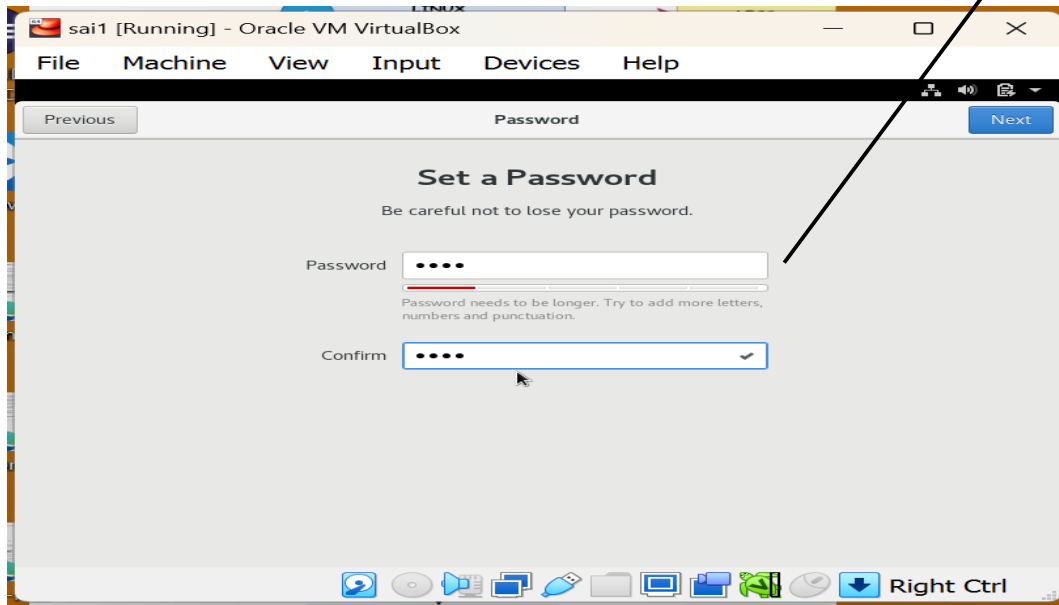 LINUX
sai1 [Running] - Oracle VM VirtualBox
File Machine View Input Devices Help
Previous Password Next
Set a Password
Be careful not to lose your password.
Password ••••
Password needs to be longer. Try to add more letters,
numbers and punctuation.
Confirm ••••
Right Ctrl